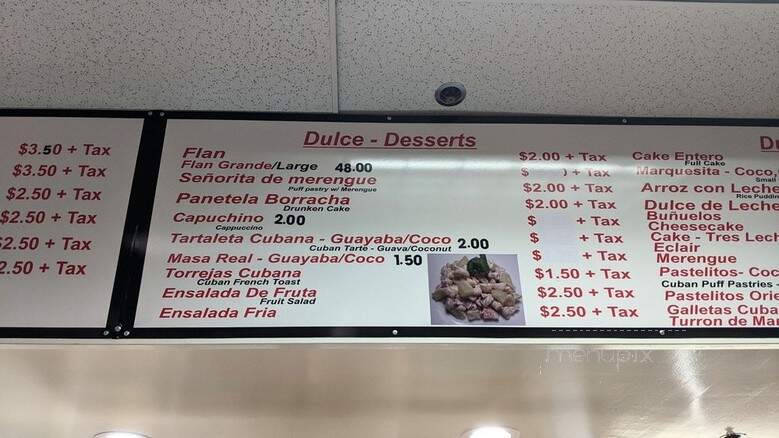 $3.50 + Tax
$3.50 + Tax
$2.50 + Tax
$2.50 + Tax
$2.50 + Tax
2.50 + Tax
Dulce - Desserts
Flan $2.00 + Tax
Flan Grande/Large 48.00 $ ) + Tax
Señorita de merengue $2.00 + Tax
Puff pastry w/ Merengue
Panetela Borracha $2.00 + Tax
Drunken Cake
Capuchino 2.00 $ + Tax
Cappuccino
Tartaleta Cubana - Guayaba/Coco 2.00 $ + Tax
Cuban Tarte - Guava/Coconut
Masa Real - Guayaba/Coco 1.50 $ + Tax
Torrejas Cubana $1.50 + Tax
Cuban French Toast
Ensalada De Fruta $2.50 + Tax
Fruit Salad
Ensalada Fria $2.50 + Tax
Du
Cake Entero
Full Cake
Marquesita - Coco,
Small
Arroz con Leche
Rice Puddin
Dulce de Leche
Buñuelos
Cheesecake
Cake - Tres Lech
Eclair
Merengue
Pastelitos- Coc
Cuban Puff Pastries -
Pastelitos Orie
Galletas Cuba
Turron de Ma
menupix